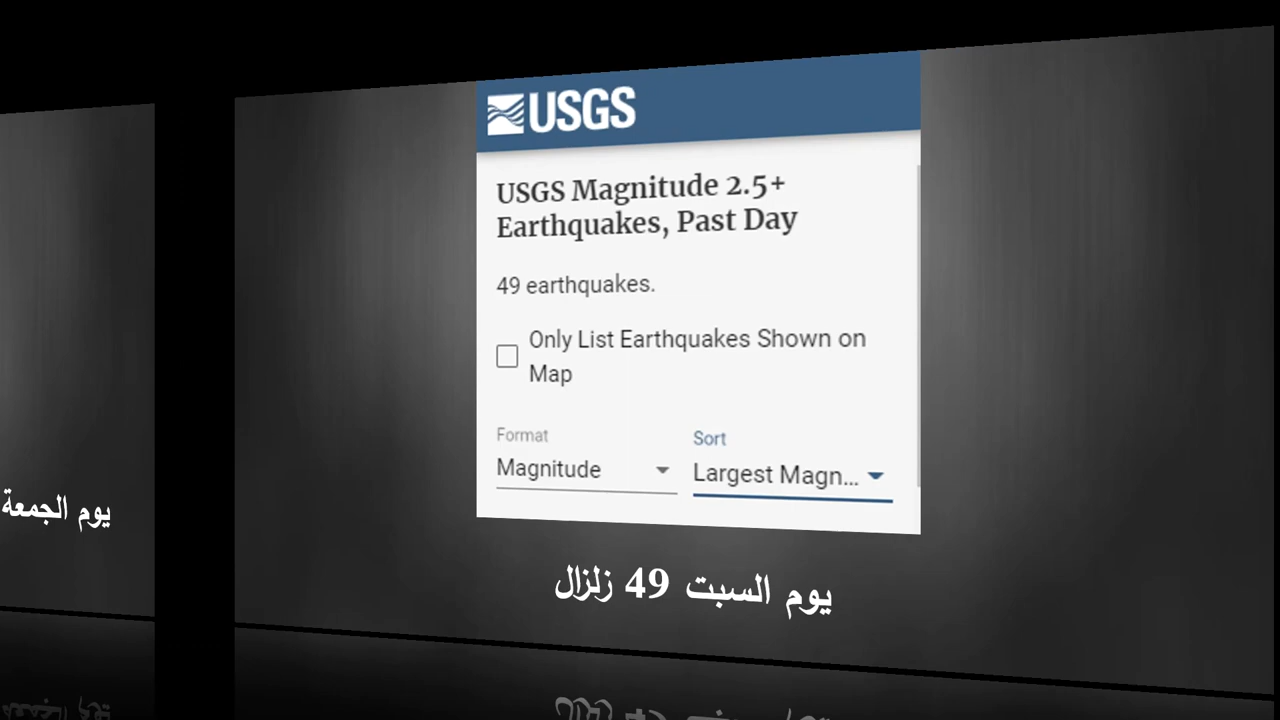 USGS
USGS Magnitude 2.5+
Earthquakes, Past Day
49 earthquakes.
Only List Earthquakes Shown on
Map
Format
Magnitude
Sort
Largest Magn...
يوم السبت 49 زلزال
يوم الجمعة